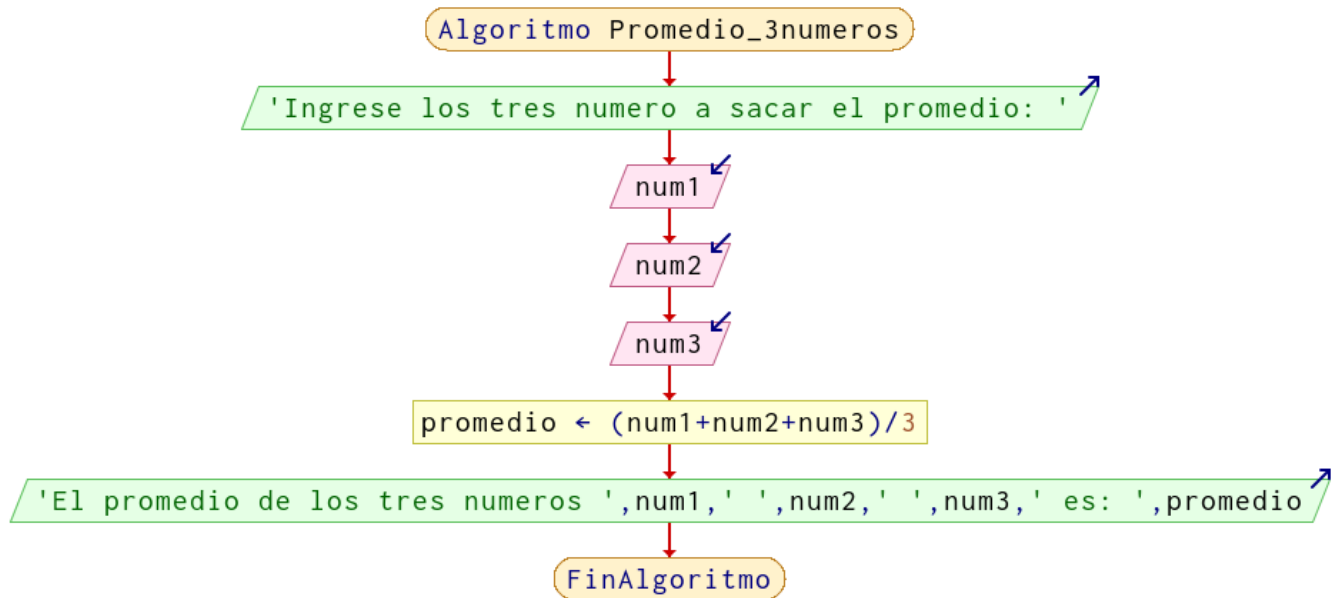 Algoritmo Promedio_3numeros
'Ingrese los tres numero a sacar el promedio: '
num1
num2
num3
promedio ← (num1+num2+num3)/3
'El promedio de los tres numeros ',num1,' ',num2,' ',num3,' es: ',promedio
FinAlgoritmo